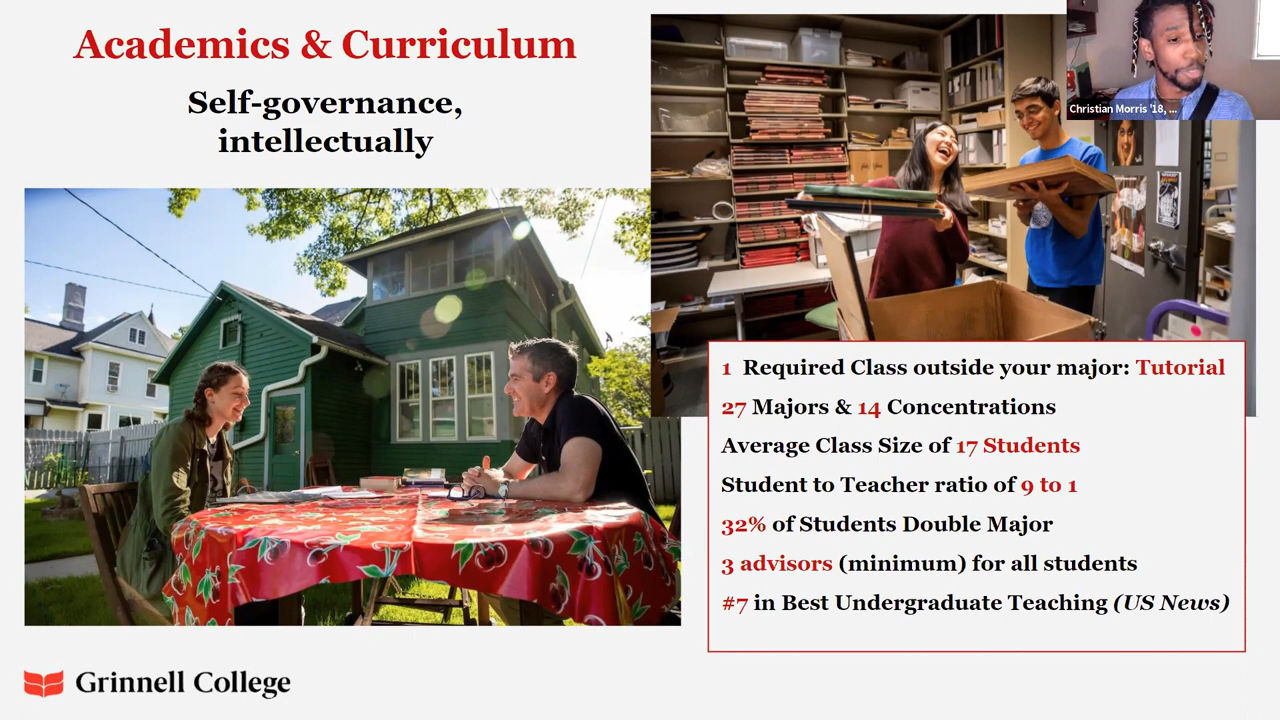 Academics & Curriculum
Self-governance,
intellectually
Christian Morris '18, ...
1 Required Class outside your major: Tutorial
27 Majors & 14 Concentrations
Average Class Size of 17 Students
Student to Teacher ratio of 9 to 1
32% of Students Double Major
3 advisors (minimum) for all students
#7 in Best Undergraduate Teaching (US News)
Grinnell College